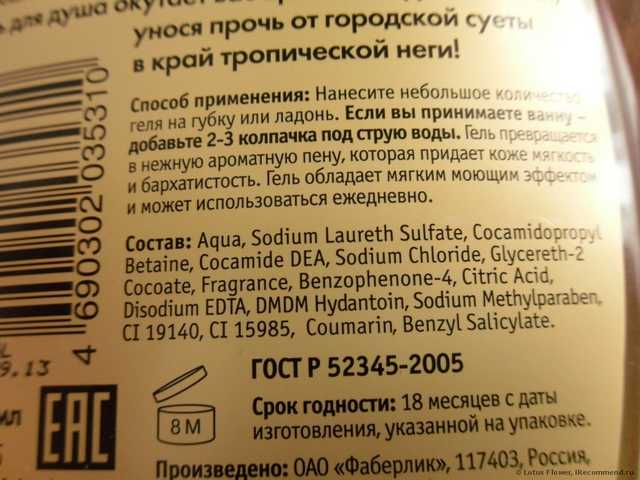 для душа окутает
унося прочь от городской суеты
в край тропической неги!
Способ применения: Нанесите небольшое количество
геля на губку или ладонь. Если вы принимаете ванну –
добавьте 2-3 колпачка под струю воды. Гель превращается
в нежную ароматную пену, которая придает коже мягкость
и бархатистость. Гель обладает мягким моющим эффектом
и может использоваться ежедневно.
Состав: Aqua, Sodium Laureth Sulfate, Cocamidopropyl
Betaine, Cocamide DEA, Sodium Chloride, Glycereth-2
Cocoate, Fragrance, Benzophenone-4, Citric Acid,
Disodium EDTA, DMDM Hydantoin, Sodium Methylparaben,
CI 19140, CI 15985, Coumarin, Benzyl Salicylate.
4 690302 035310
9.13
ГОСТ Р 52345-2005
EAC
8 M
Срок годности: 18 месяцев с даты
изготовления, указанной на упаковке.
Произведено: ОАО «Фаберлик», 117403, Россия,
© Lotus Flower, IRecommend.ru